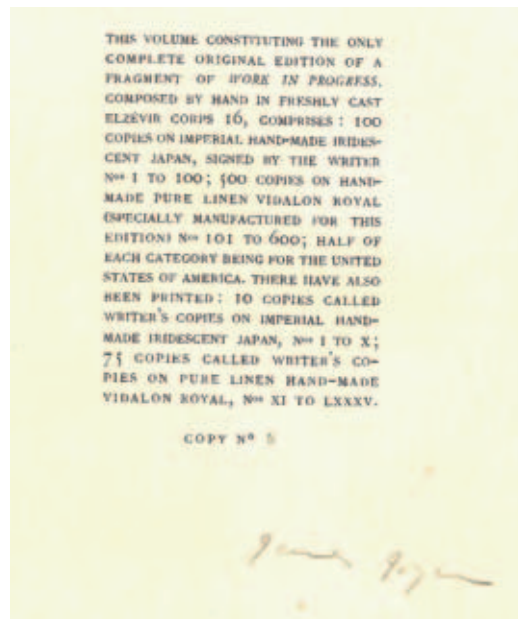 THIS VOLUME CONSTITUTING THE ONLY
COMPLETE ORIGINAL EDITION OF A
FRAGMENT OF WORK IN PROGRESS,
COMPOSED BY HAND IN FRESHLY CAST
ELZÉVIR CORPS 16, COMPRISES : 100
COPIES ON IMPERIAL HAND-MADE IRIDES-
CENT JAPAN, SIGNED BY THE WRITER
Nos 1 TO 100 ; 500 COPIES ON HAND-
MADE PURE LINEN VIDALON ROYAL
(SPECIALLY MANUFACTURED FOR THIS
EDITION) Nos 101 TO 600 ; HALF OF
EACH CATEGORY BEING FOR THE UNITED
STATES OF AMERICA. THERE HAVE ALSO
BEEN PRINTED : 10 COPIES CALLED
WRITER'S COPIES ON IMPERIAL HAND-
MADE IRIDESCENT JAPAN, Nos I TO X ;
75 COPIES CALLED WRITER'S CO-
PIES ON PURE LINEN HAND-MADE
VIDALON ROYAL, Nos XI TO LXXXV.
COPY No
James Joyce